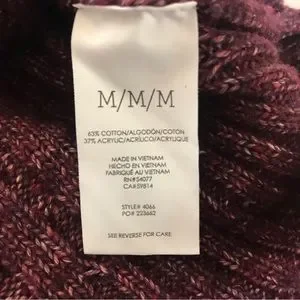 M/M/M
63% COTTON/ALGODÓN/COTON
37% ACRYLIC/ACRÍLICO/ACRYLIQUE
MADE IN VIETNAM
HECHO EN VIETNAM
FABRIQUÉ AU VIETNAM
RN#54077
CA#59814
STYLE# 4066
PO# 223662
SEE REVERSE FOR CARE